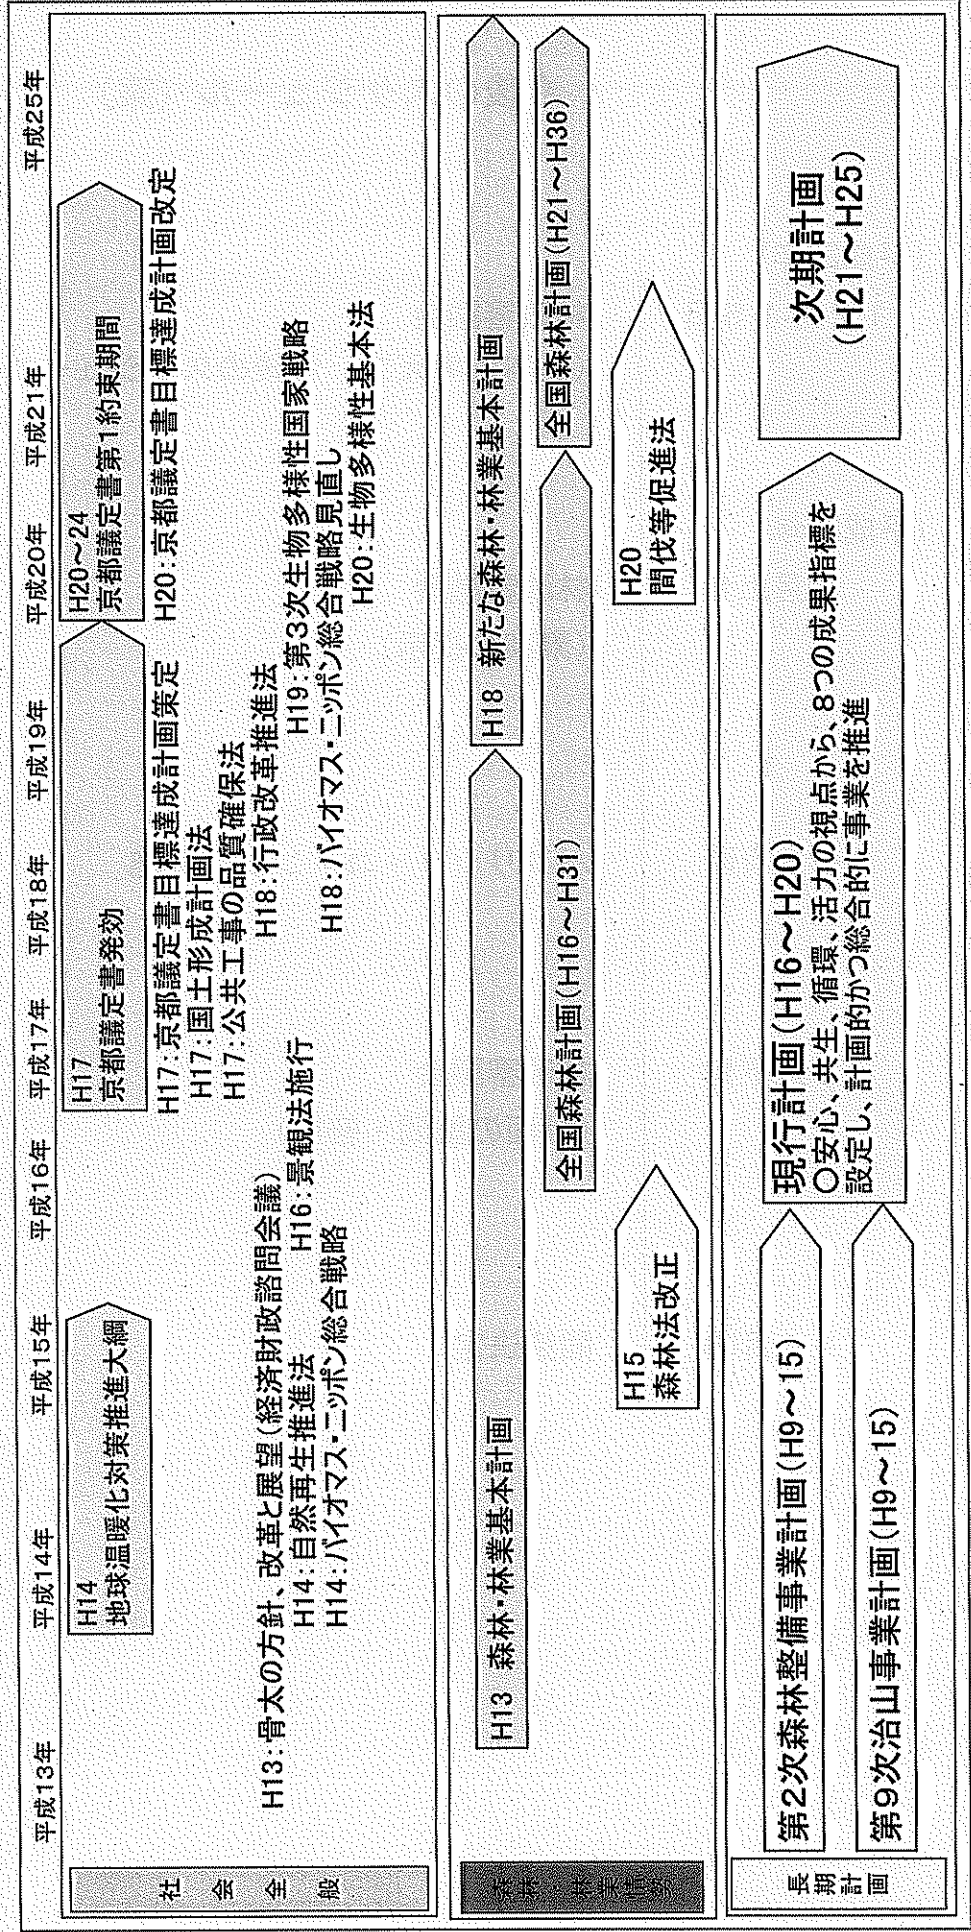 平成13年
平成14年
平成15年
平成16年
平成17年
平成18年
平成19年
平成20年
平成21年
平成25年
社会全般
H14
地球温暖化対策推進大綱
H17
京都議定書発効
H20～24
京都議定書第1約束期間
H17:京都議定書目標達成計画策定
H20:京都議定書目標達成計画改定
H17:国土形成計画法
H17:公共工事の品質確保法
H13:骨太の方針、改革と展望(経済財政諮問会議)
H18:行政改革推進法
H14:自然再生推進法
H16:景観法施行
H19:第3次生物多様性国家戦略
H14:バイオマス・ニッポン総合戦略
H18:バイオマス・ニッポン総合戦略見直し
H20:生物多様性基本法
森林・林業情勢
H13 森林・林業基本計画
H18 新たな森林・林業基本計画
全国森林計画(H16～H31)
全国森林計画(H21～H36)
H15
森林法改正
H20
間伐等促進法
長期計画
第2次森林整備事業計画(H9～15)
第9次治山事業計画(H9～15)
現行計画(H16～H20)
○安心、共生、循環、活力の視点から、8つの成果指標を
設定し、計画的かつ総合的に事業を推進
次期計画
(H21～H25)